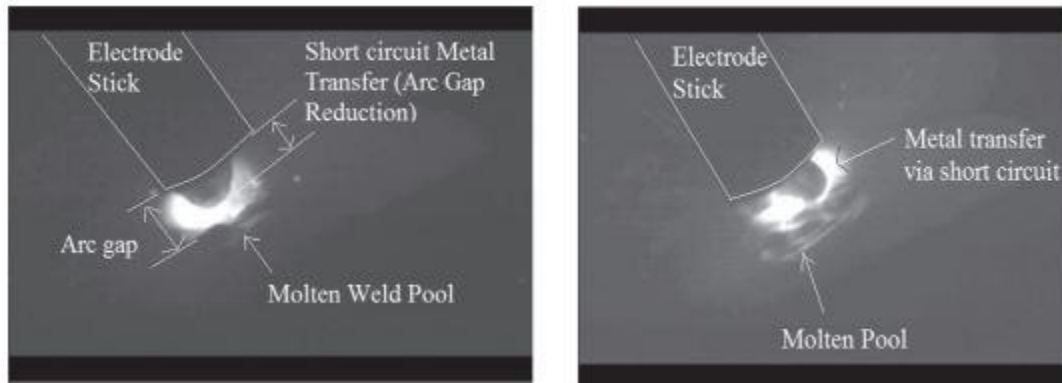 Electrode
Stick
Short circuit Metal
Transfer (Arc Gap
Reduction)
Arc gap
Molten Weld Pool
Electrode
Stick
Metal transfer
via short circuit
Molten Pool